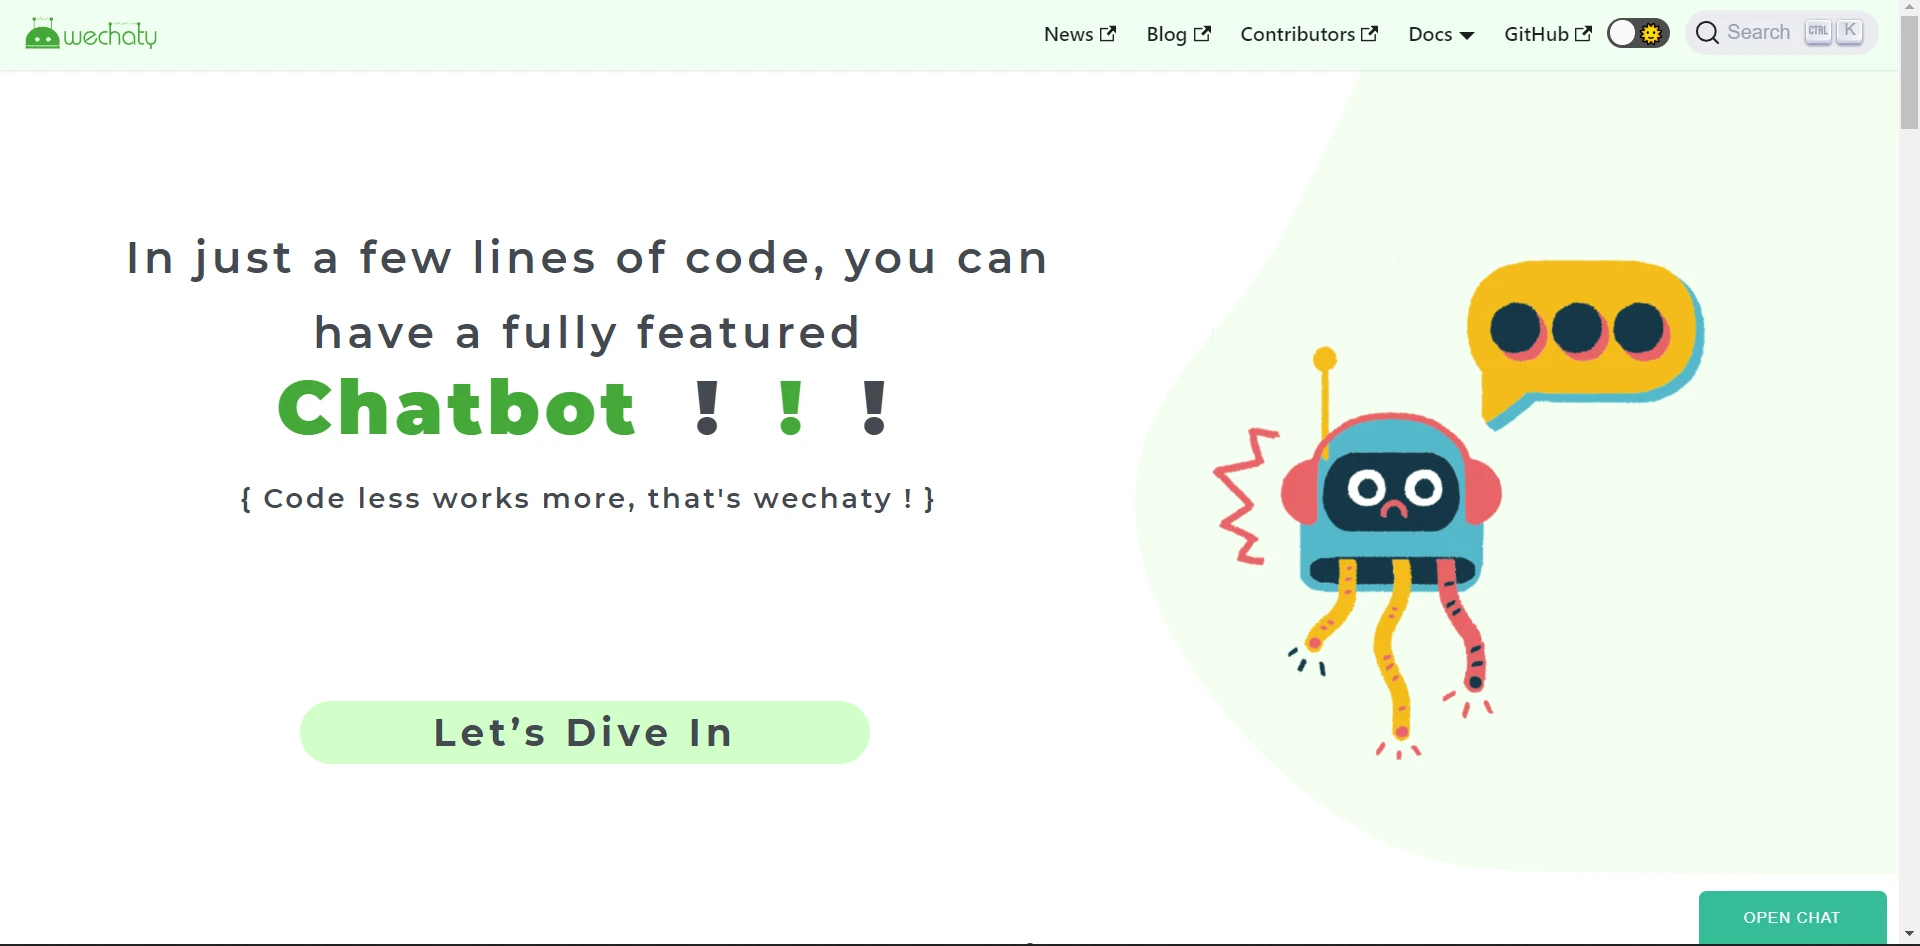 wechaty
News
Blog
Contributors
Docs
GitHub
Search
CTRL
K
In just a few lines of code, you can
have a fully featured
Chatbot ! ! !
{ Code less works more, that's wechaty ! }
Let’s Dive In
OPEN CHAT